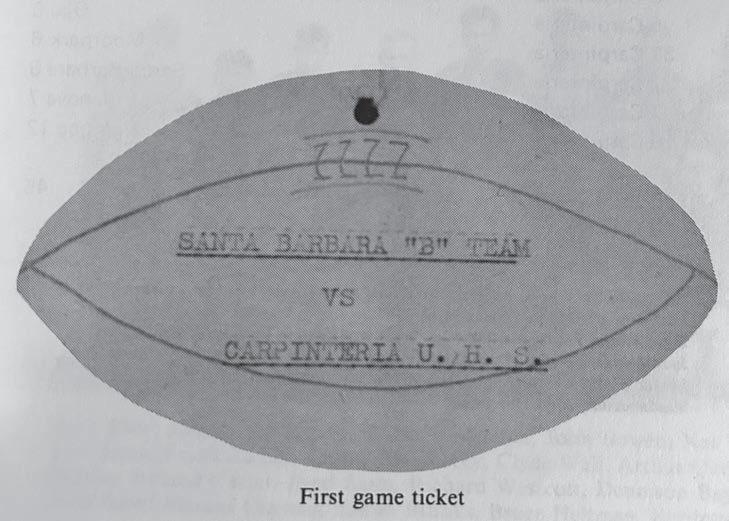 SANTA BARBARA "B" TEAM
VS
CARPINTERIA U. H. S.
First game ticket